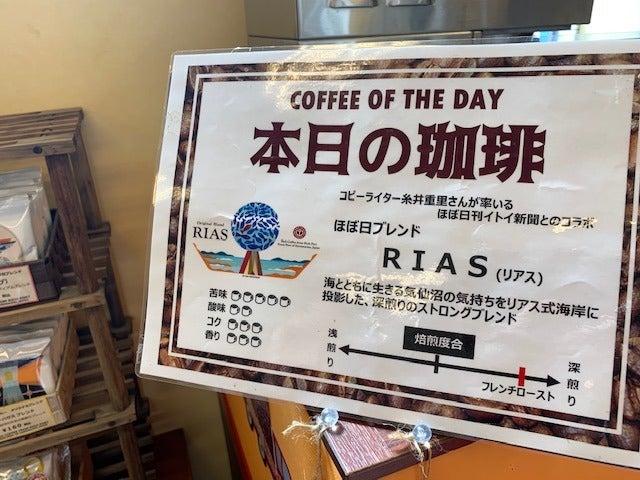 COFFEE OF THE DAY
本日の珈琲
コピーライター糸井重里さんが率いる
ほぼ日刊イトイ新聞とのコラボ
ほぼ日ブレンド
RIAS(リアス)
海とともに生きる気仙沼の気持ちをリアス式海岸に
投影した、深煎りのストロングブレンド
Original Blend
RIAS
苦味
酸味
コク
香り
浅煎り
焙煎度合
深煎り
フレンチロースト
¥160